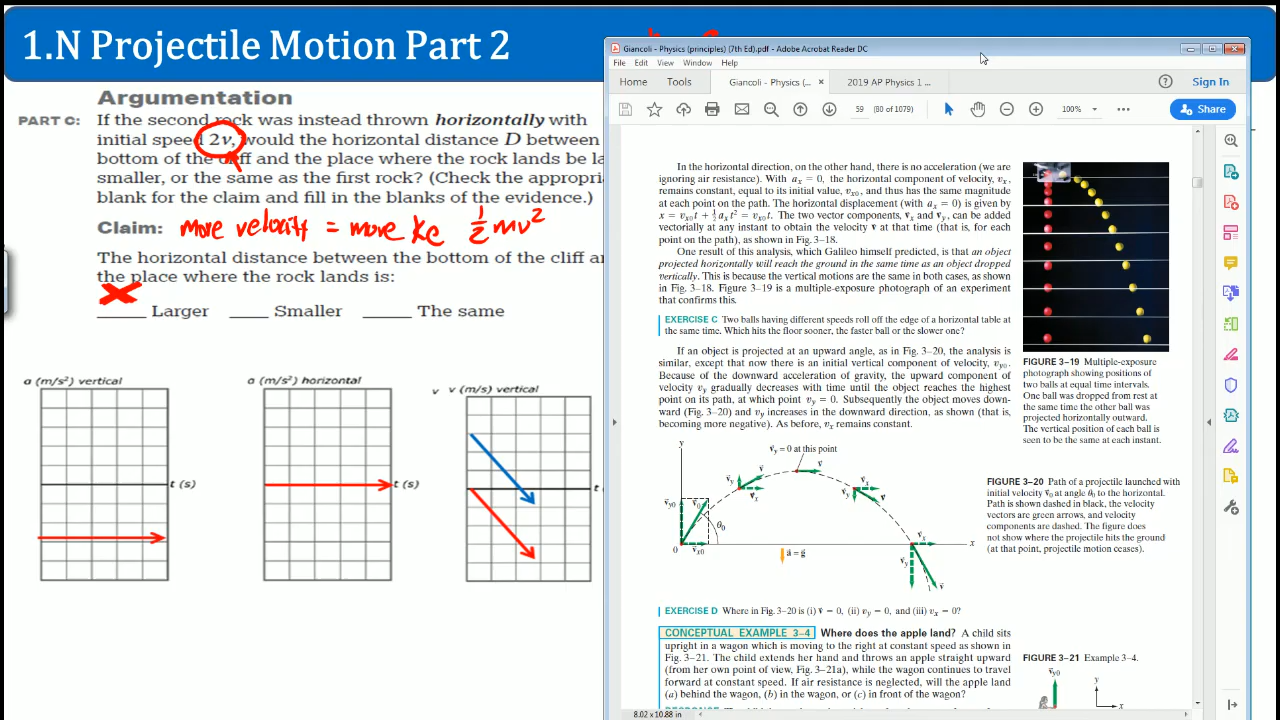 1.N Projectile Motion Part 2
Argumentation
PART C:
If the second rock was instead thrown horizontally with
initial speed 2v, would the horizontal distance D between
bottom of the cliff and the place where the rock lands be la
smaller, or the same as the first rock? (Check the appropria
blank for the claim and fill in the blanks of the evidence.)
Claim: more velocity = more KE ½mv²
The horizontal distance between the bottom of the cliff an
the place where the rock lands is:
_____ Larger ____ Smaller _____ The same
a (m/s²) vertical
t (s)
a (m/s²) horizontal
t (s)
v v (m/s) vertical
t
Giancoli - Physics (principles) (7th Ed).pdf - Adobe Acrobat Reader DC
File Edit View Window Help
Home Tools Giancoli - Physics (... × 2019 AP Physics 1 ... Sign In
59 (80 of 1079) 100% Share
In the horizontal direction, on the other hand, there is no acceleration (we are
ignoring air resistance). With aₓ = 0, the horizontal component of velocity, vₓ,
remains constant, equal to its initial value, vₓ₀, and thus has the same magnitude
at each point on the path. The horizontal displacement (with aₓ = 0) is given by
x = vₓ₀t + ½aₓt² = vₓ₀t. The two vector components, v⃗ₓ and v⃗y, can be added
vectorially at any instant to obtain the velocity v⃗ at that time (that is, for each
point on the path), as shown in Fig. 3–18.
One result of this analysis, which Galileo himself predicted, is that an object
projected horizontally will reach the ground in the same time as an object dropped
vertically. This is because the vertical motions are the same in both cases, as shown
in Fig. 3–18. Figure 3–19 is a multiple-exposure photograph of an experiment
that confirms this.
EXERCISE C Two balls having different speeds roll off the edge of a horizontal table at
the same time. Which hits the floor sooner, the faster ball or the slower one?
If an object is projected at an upward angle, as in Fig. 3–20, the analysis is
similar, except that now there is an initial vertical component of velocity, vy0.
Because of the downward acceleration of gravity, the upward component of
velocity vy gradually decreases with time until the object reaches the highest
point on its path, at which point vy = 0. Subsequently the object moves down-
ward (Fig. 3–20) and vy increases in the downward direction, as shown (that is,
becoming more negative). As before, vₓ remains constant.
FIGURE 3–19 Multiple-exposure
photograph showing positions of
two balls at equal time intervals.
One ball was dropped from rest at
the same time the other ball was
projected horizontally outward.
The vertical position of each ball is
seen to be the same at each instant.
y
vy = 0 at this point
v⃗
v⃗y
v⃗
v⃗ₓ
v⃗ₓ
v⃗y
v⃗
v⃗y0
v⃗0
θ0
0
v⃗x0
a⃗ = g⃗
v⃗ₓ
x
v⃗y
v⃗
FIGURE 3–20 Path of a projectile launched with
initial velocity v⃗0 at angle θ0 to the horizontal.
Path is shown dashed in black, the velocity
vectors are green arrows, and velocity
components are dashed. The figure does
not show where the projectile hits the ground
(at that point, projectile motion ceases).
EXERCISE D Where in Fig. 3–20 is (i) v⃗ = 0, (ii) vy = 0, and (iii) vₓ = 0?
CONCEPTUAL EXAMPLE 3–4 Where does the apple land? A child sits
upright in a wagon which is moving to the right at constant speed as shown in
Fig. 3–21. The child extends her hand and throws an apple straight upward
(from her own point of view, Fig. 3–21a), while the wagon continues to travel
forward at constant speed. If air resistance is neglected, will the apple land
(a) behind the wagon, (b) in the wagon, or (c) in front of the wagon?
FIGURE 3–21 Example 3–4.
v⃗y0
y
x
8.02 x 10.88 in